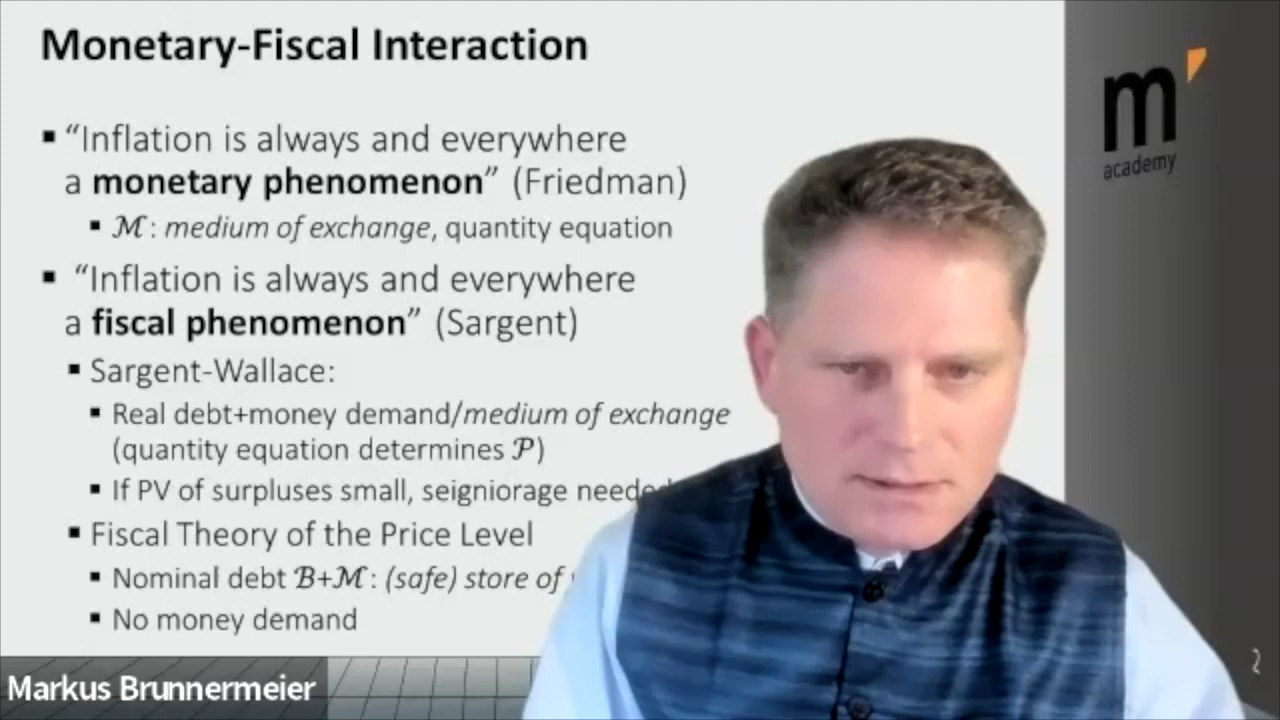 Monetary-Fiscal Interaction
▪ “Inflation is always and everywhere
a monetary phenomenon” (Friedman)
▪ ℳ: medium of exchange, quantity equation
▪ “Inflation is always and everywhere
a fiscal phenomenon” (Sargent)
▪ Sargent-Wallace:
▪ Real debt+money demand/medium of exchange
(quantity equation determines 𝒫)
▪ If PV of surpluses small, seigniorage needed
▪ Fiscal Theory of the Price Level
▪ Nominal debt ℬ+ℳ: (safe) store of
▪ No money demand
m
academy
2
Markus Brunnermeier